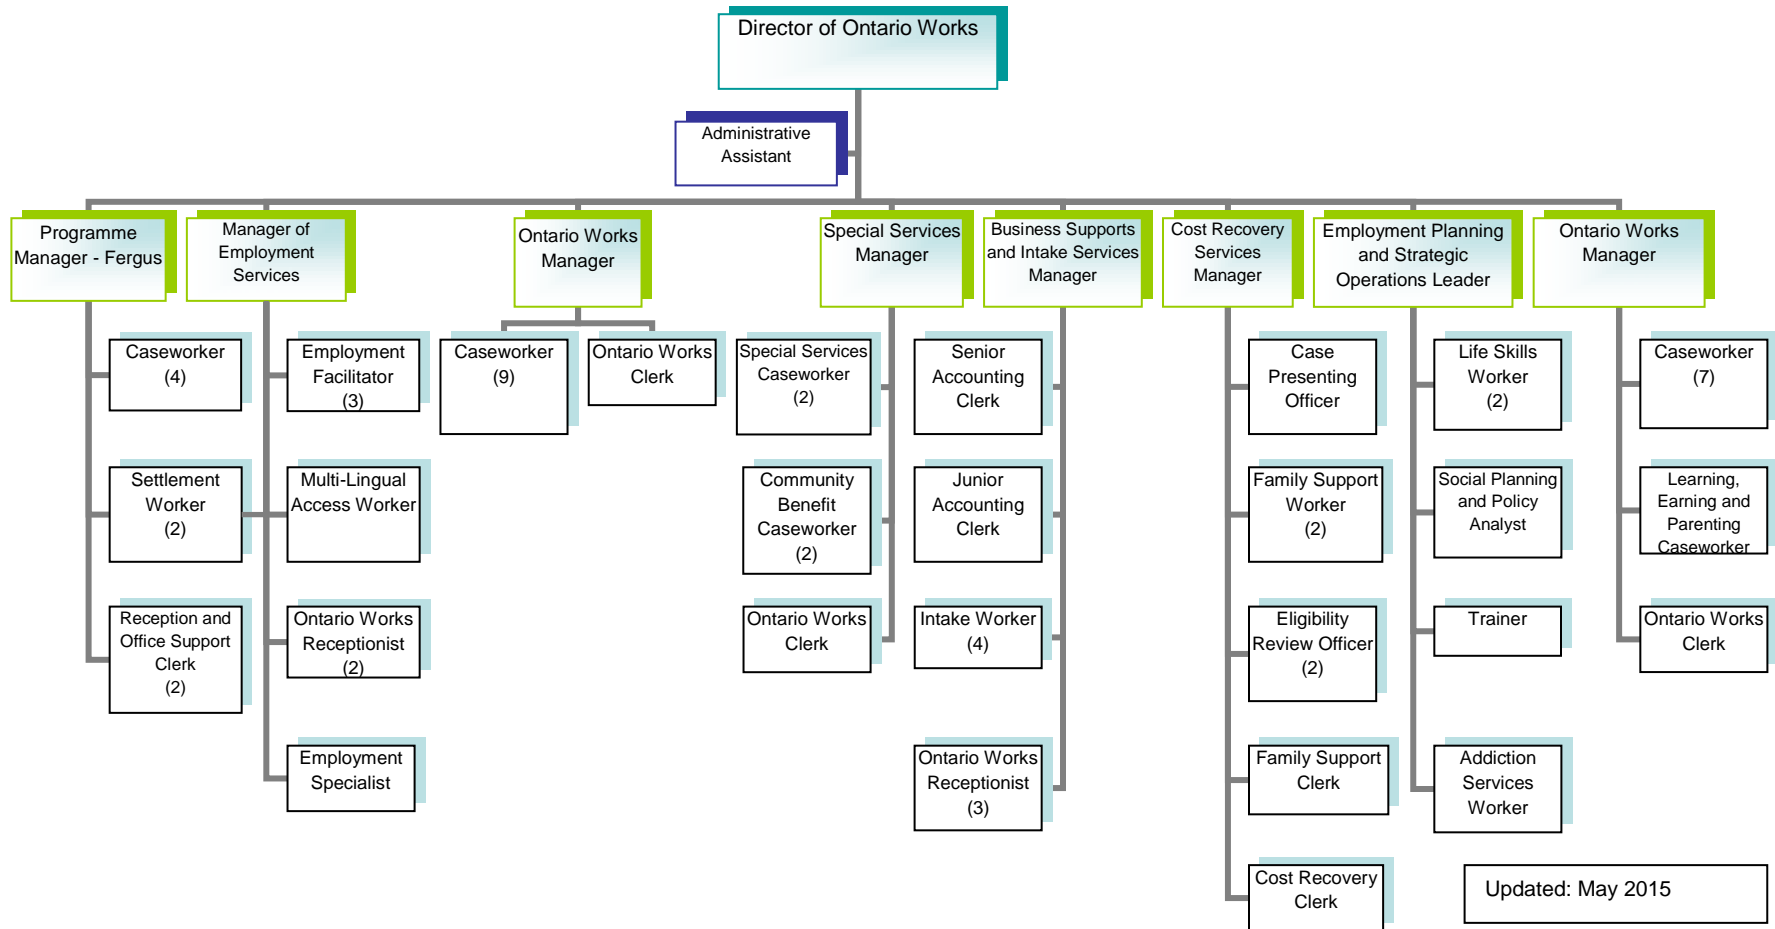 Director of Ontario Works
Administrative
Assistant
Programme
Manager - Fergus
Manager of
Employment
Services
Ontario Works
Manager
Special Services
Manager
Business Supports
and Intake Services
Manager
Cost Recovery
Services
Manager
Employment Planning
and Strategic
Operations Leader
Ontario Works
Manager
Caseworker
(4)
Settlement
Worker
(2)
Reception and
Office Support
Clerk
(2)
Employment
Facilitator
(3)
Multi-Lingual
Access Worker
Ontario Works
Receptionist
(2)
Employment
Specialist
Caseworker
(9)
Ontario Works
Clerk
Special Services
Caseworker
(2)
Community
Benefit
Caseworker
(2)
Ontario Works
Clerk
Senior
Accounting
Clerk
Junior
Accounting
Clerk
Intake Worker
(4)
Ontario Works
Receptionist
(3)
Case
Presenting
Officer
Family Support
Worker
(2)
Eligibility
Review Officer
(2)
Family Support
Clerk
Cost Recovery
Clerk
Life Skills
Worker
(2)
Social Planning
and Policy
Analyst
Trainer
Addiction
Services
Worker
Caseworker
(7)
Learning,
Earning and
Parenting
Caseworker
Ontario Works
Clerk
Updated: May 2015